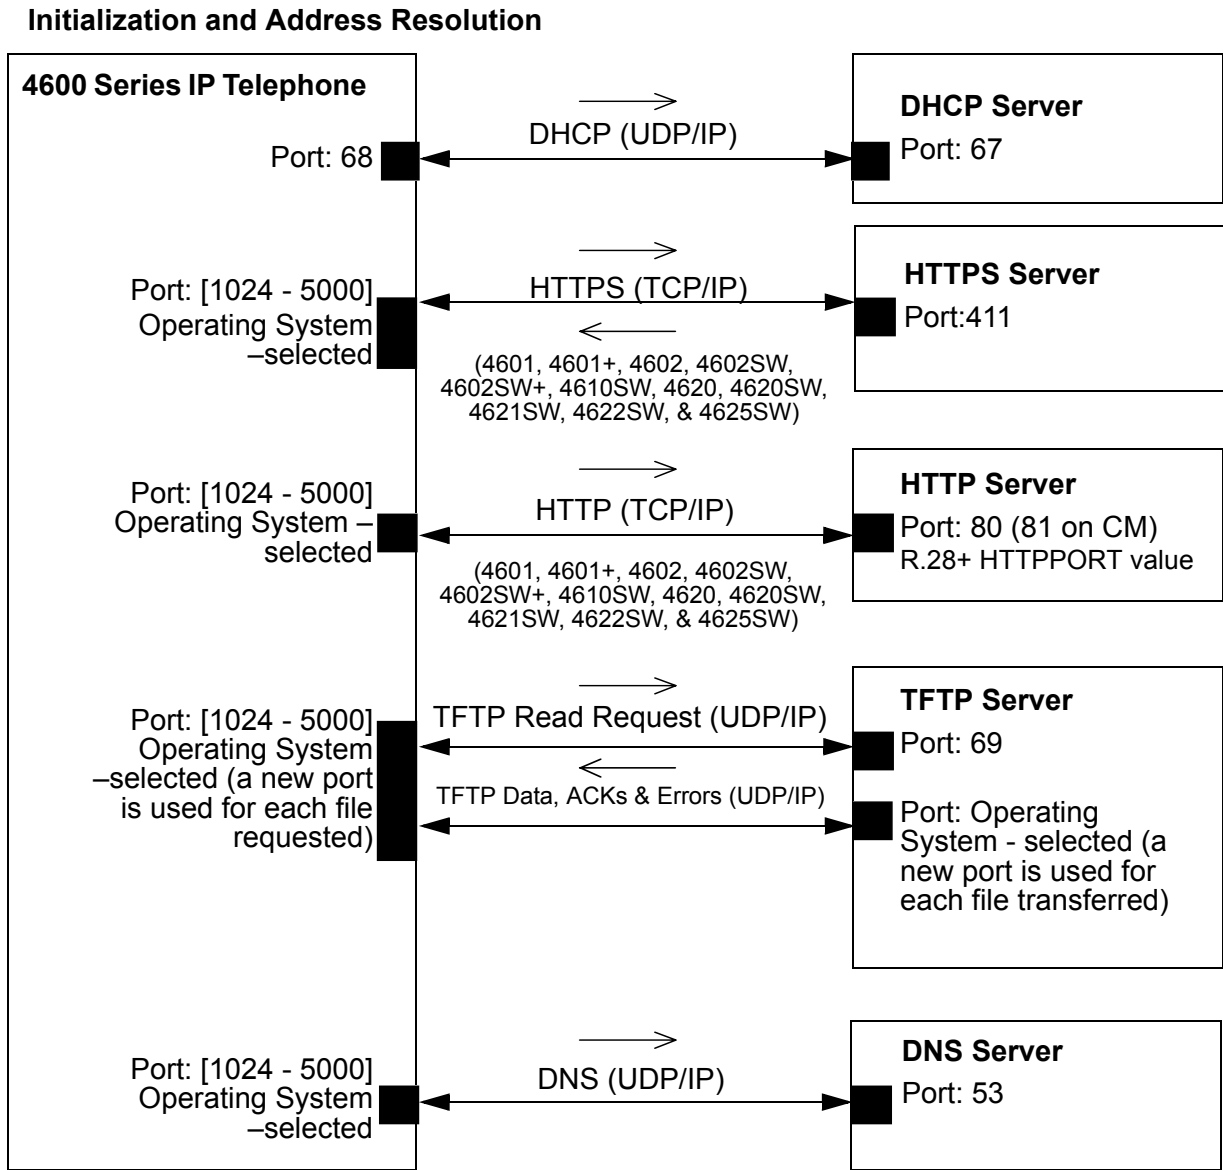 Initialization and Address Resolution
4600 Series IP Telephone
DHCP Server
DHCP (UDP/IP)
Port: 68
Port: 67
HTTPS Server
Port: [1024 - 5000]
Operating System
–selected
HTTPS (TCP/IP)
Port:411
(4601, 4601+, 4602, 4602SW,
4602SW+, 4610SW, 4620, 4620SW,
4621SW, 4622SW, & 4625SW)
HTTP Server
Port: [1024 - 5000]
Operating System –
selected
HTTP (TCP/IP)
Port: 80 (81 on CM)
R.28+ HTTPPORT value
(4601, 4601+, 4602, 4602SW,
4602SW+, 4610SW, 4620, 4620SW,
4621SW, 4622SW, & 4625SW)
TFTP Server
Port: [1024 - 5000]
Operating System
–selected (a new port
is used for each file
requested)
TFTP Read Request (UDP/IP)
Port: 69
TFTP Data, ACKs & Errors (UDP/IP)
Port: Operating
System - selected (a
new port is used for
each file transferred)
DNS Server
Port: [1024 - 5000]
Operating System
–selected
DNS (UDP/IP)
Port: 53